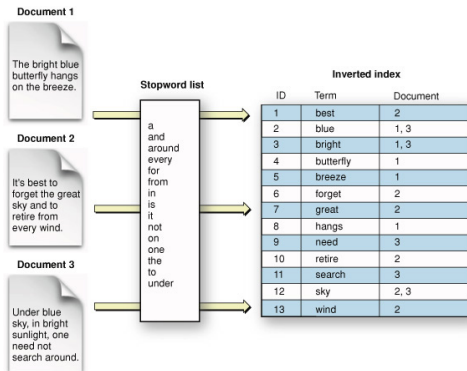 Document 1
The bright blue
butterfly hangs
on the breeze.
Document 2
It's best to
forget the great
sky and to
retire from
every wind.
Document 3
Under blue
sky, in bright
sunlight, one
need not
search around.
Stopword list
a
and
around
every
for
from
in
is
it
not
on
one
the
to
under
Inverted index
ID Term Document
1 best 2
2 blue 1, 3
3 bright 1, 3
4 butterfly 1
5 breeze 1
6 forget 2
7 great 2
8 hangs 1
9 need 3
10 retire 2
11 search 3
12 sky 2, 3
13 wind 2